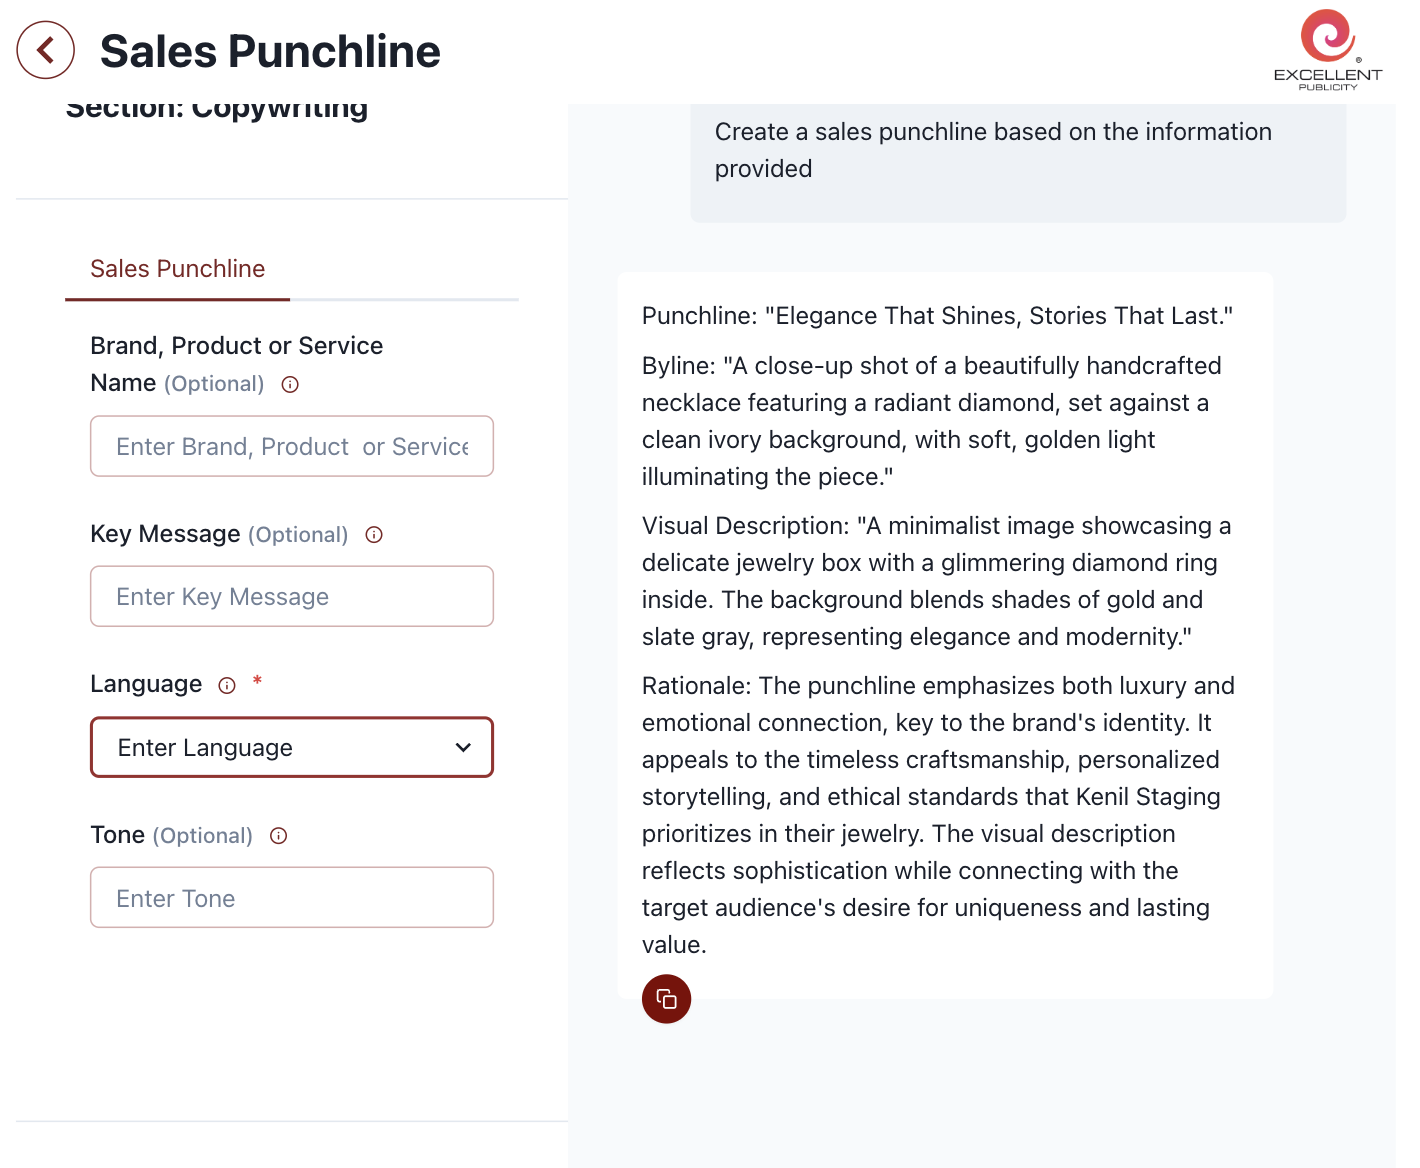 Sales Punchline
EXCELLENT
PUBLICITY
Section: Copywriting
Sales Punchline
Brand, Product or Service
Name (Optional)
Enter Brand, Product or Service
Key Message (Optional)
Enter Key Message
Language *
Enter Language
Tone (Optional)
Enter Tone
Create a sales punchline based on the information
provided
Punchline: "Elegance That Shines, Stories That Last."
Byline: "A close-up shot of a beautifully handcrafted
necklace featuring a radiant diamond, set against a
clean ivory background, with soft, golden light
illuminating the piece."
Visual Description: "A minimalist image showcasing a
delicate jewelry box with a glimmering diamond ring
inside. The background blends shades of gold and
slate gray, representing elegance and modernity."
Rationale: The punchline emphasizes both luxury and
emotional connection, key to the brand's identity. It
appeals to the timeless craftsmanship, personalized
storytelling, and ethical standards that Kenil Staging
prioritizes in their jewelry. The visual description
reflects sophistication while connecting with the
target audience's desire for uniqueness and lasting
value.